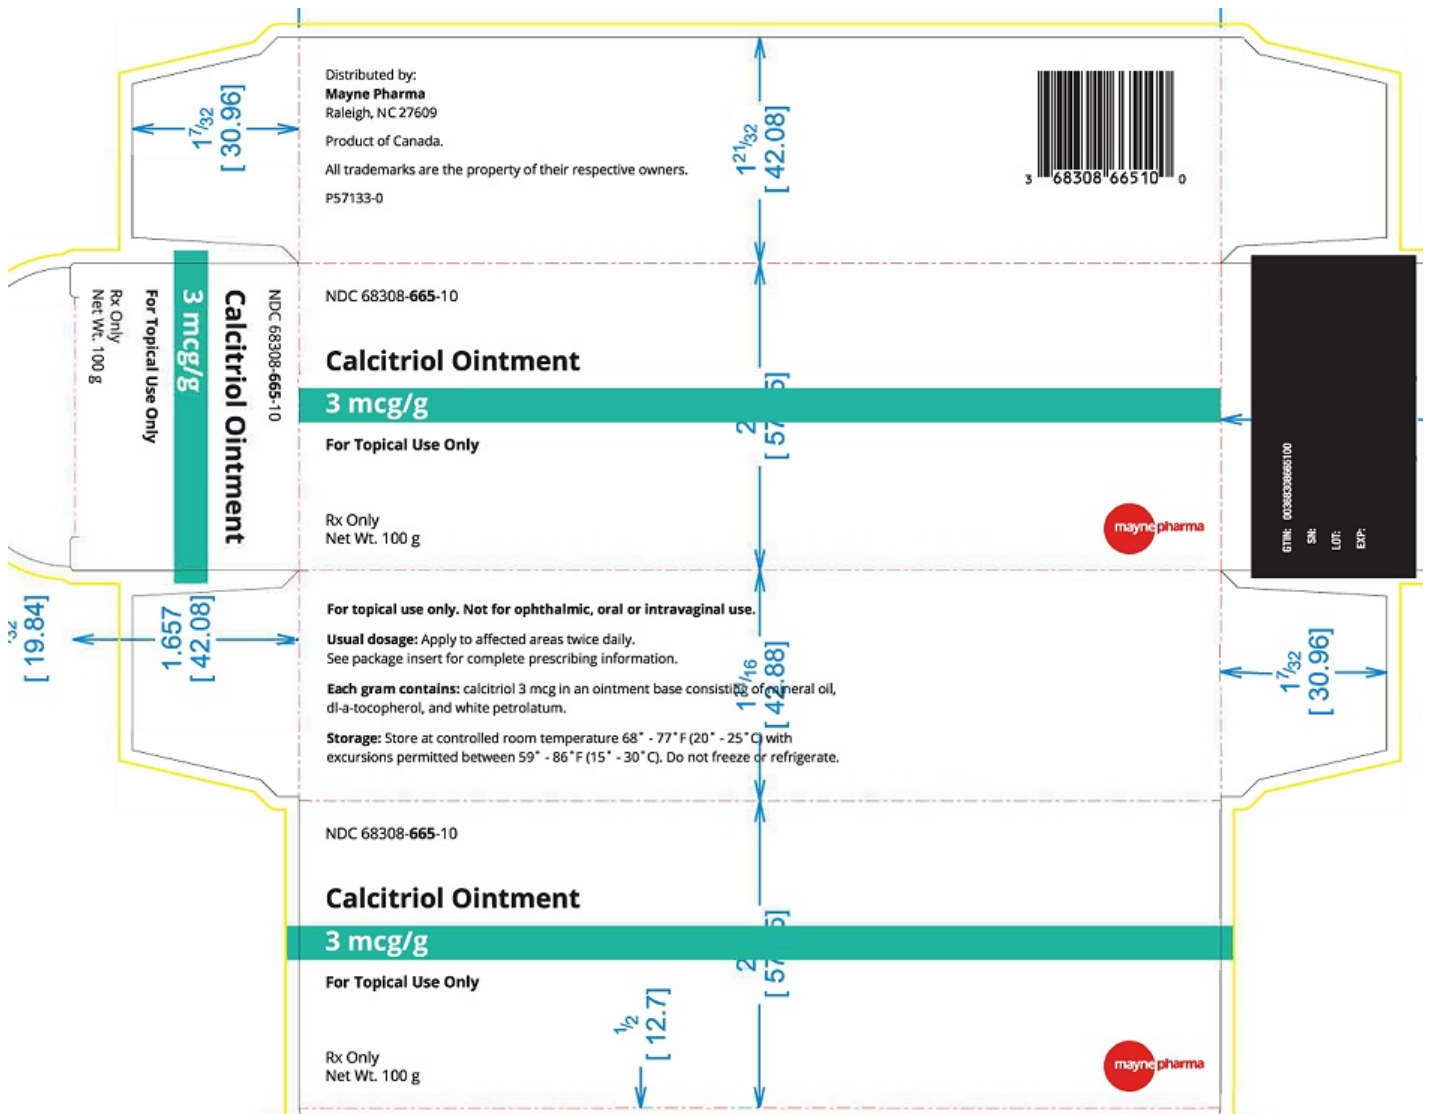 Distributed by:
Mayne Pharma
Raleigh, NC 27609
Product of Canada.
All trademarks are the property of their respective owners.
P57133-0
1 7/32
[ 30.96]
1 21/32
[ 42.08]
3 68308 66510 0
NDC 68308-665-10
Calcitriol Ointment
3 mcg/g
For Topical Use Only
Rx Only
Net Wt. 100 g
NDC 68308-665-10
Calcitriol Ointment
3 mcg/g
For Topical Use Only
Rx Only
Net Wt. 100 g
maynepharma
GTIN: 00368308665100
SN:
LOT:
EXP:
[ 19.84]
1.657
[ 42.08]
For topical use only. Not for ophthalmic, oral or intravaginal use.
Usual dosage: Apply to affected areas twice daily.
See package insert for complete prescribing information.
Each gram contains: calcitriol 3 mcg in an ointment base consisting of mineral oil,
dl-a-tocopherol, and white petrolatum.
Storage: Store at controlled room temperature 68˚ - 77˚F (20˚ - 25˚C) with
excursions permitted between 59˚ - 86˚F (15˚ - 30˚C). Do not freeze or refrigerate.
[ 42.88]
1 7/32
[ 30.96]
NDC 68308-665-10
Calcitriol Ointment
3 mcg/g
For Topical Use Only
1/2
[ 12.7]
Rx Only
Net Wt. 100 g
maynepharma